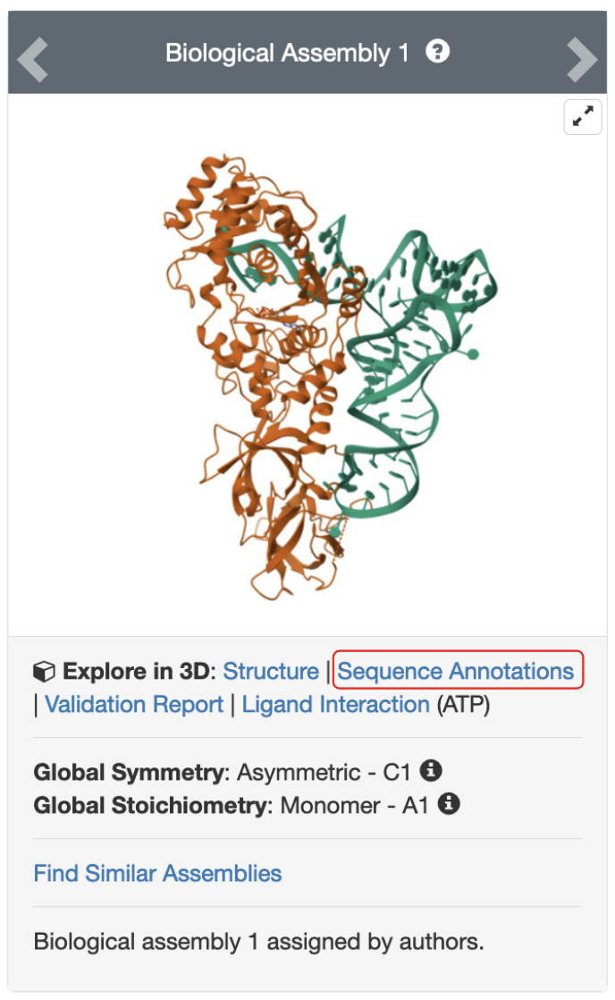 Biological Assembly 1 ?
Explore in 3D: Structure | Sequence Annotations
| Validation Report | Ligand Interaction (ATP)
Global Symmetry: Asymmetric - C1 i
Global Stoichiometry: Monomer - A1 i
Find Similar Assemblies
Biological assembly 1 assigned by authors.